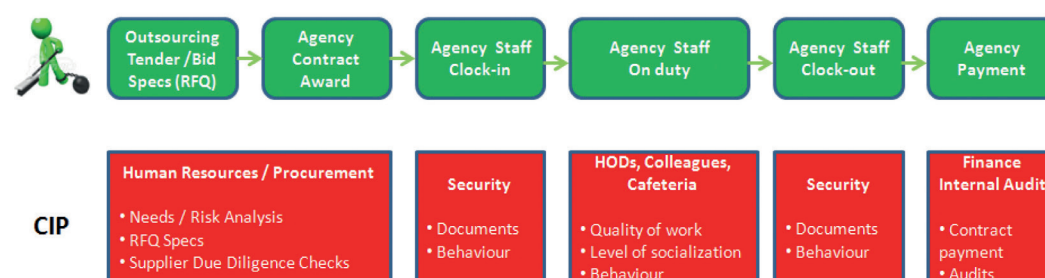 Outsourcing
Tender /Bid
Specs (RFQ)
Agency
Contract
Award
Agency Staff
Clock-in
Agency Staff
On duty
Agency Staff
Clock-out
Agency
Payment
CIP
Human Resources / Procurement
• Needs / Risk Analysis
• RFQ Specs
• Supplier Due Diligence Checks
Security
• Documents
• Behaviour
HODs, Colleagues,
Cafeteria
• Quality of work
• Level of socialization
• Behaviour
Security
• Documents
• Behaviour
Finance
Internal Audit
• Contract
payment
• Audits